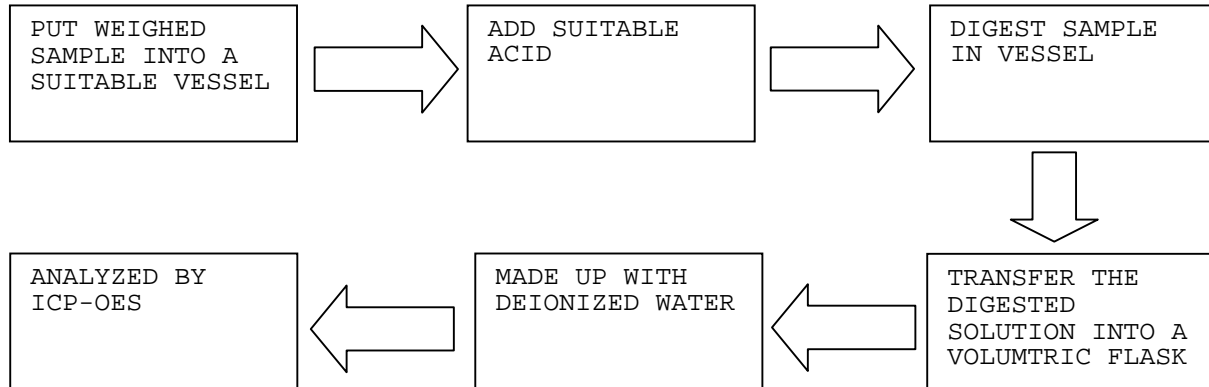 PUT WEIGHED
SAMPLE INTO A
SUITABLE VESSEL
ADD SUITABLE
ACID
DIGEST SAMPLE
IN VESSEL
TRANSFER THE
DIGESTED
SOLUTION INTO A
VOLUMTRIC FLASK
MADE UP WITH
DEIONIZED WATER
ANALYZED BY
ICP-OES